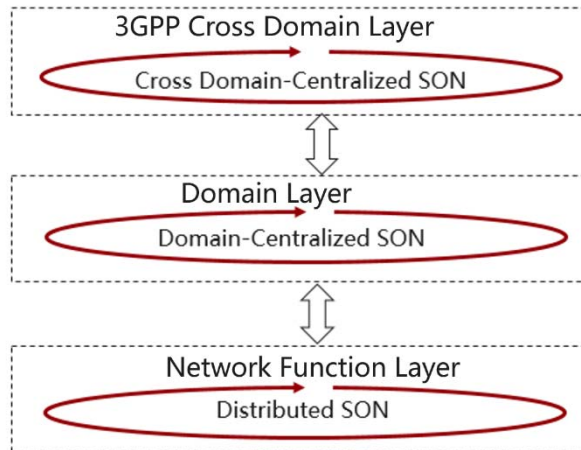 3GPP Cross Domain Layer
Cross Domain-Centralized SON
Domain Layer
Domain-Centralized SON
Network Function Layer
Distributed SON